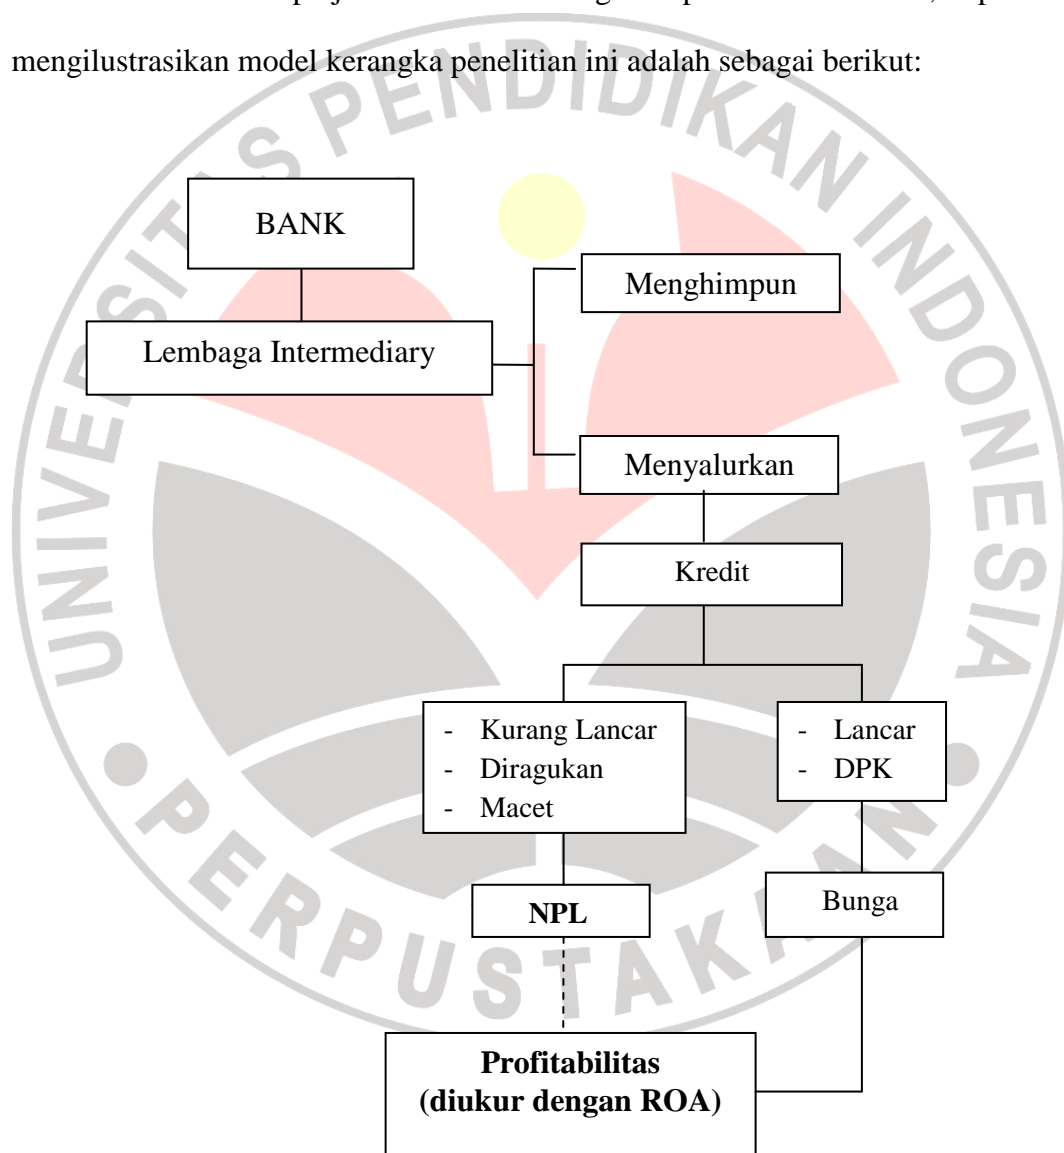 mengilustrasikan model kerangka penelitian ini adalah sebagai berikut:
UNIVERSITAS PENDIDIKAN INDONESIA
BANK
Menghimpun
Lembaga Intermediary
Menyalurkan
Kredit
- Kurang Lancar
- Diragukan
- Macet
- Lancar
- DPK
NPL
Bunga
PERPUSTAKAAN
Profitabilitas
(diukur dengan ROA)